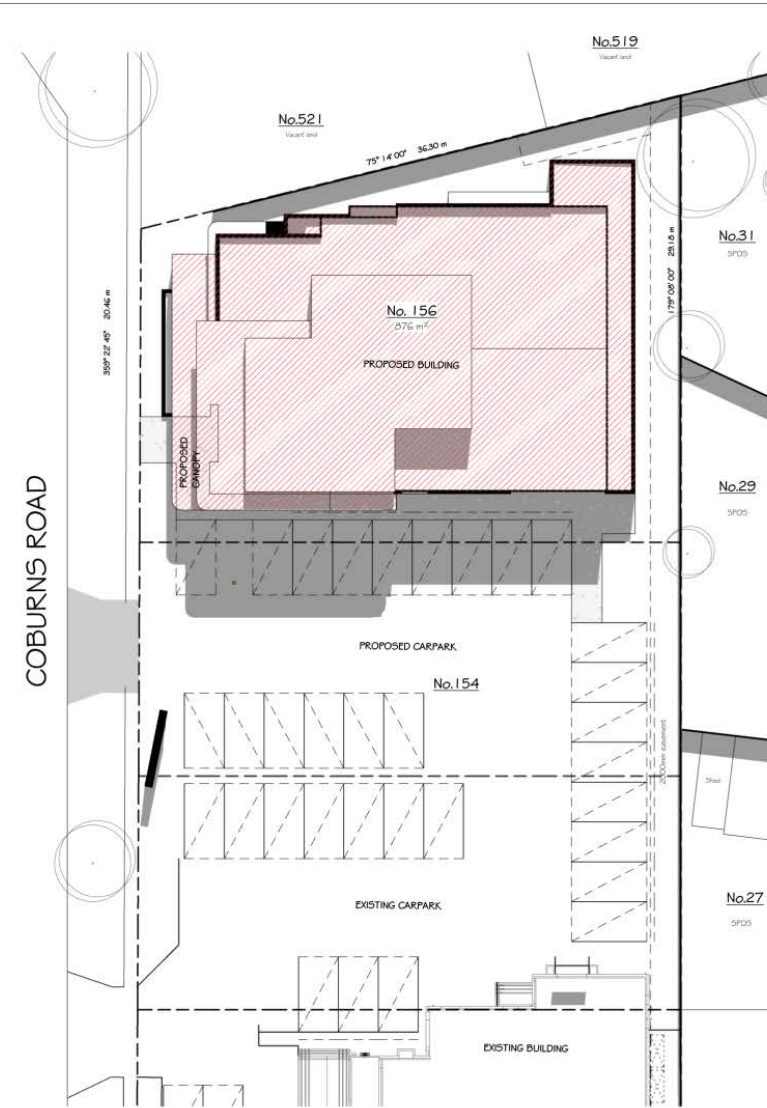 No.519
Vacant land
No.521
Vacant land
75° 14' 00" 36.30 m
No.31
SPOS
179° 08' 00" 29.18 m
359° 22' 45" 20.46 m
No. 156
876 m²
PROPOSED BUILDING
PROPOSED
CANOPY
No.29
SPOS
COBURNS ROAD
PROPOSED CARPARK
No.154
2000mm easement
Shed
No.27
SPOS
EXISTING CARPARK
EXISTING BUILDING